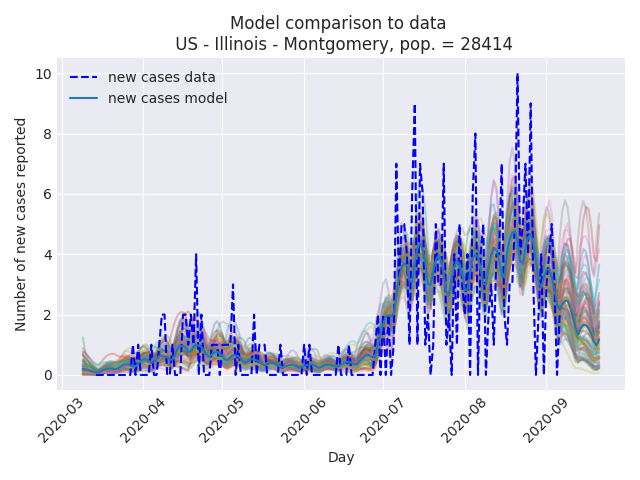 Model comparison to data
US - Illinois - Montgomery, pop. = 28414
new cases data
new cases model
Number of new cases reported
10
8
6
4
2
0
2020-03
2020-04
2020-05
2020-06
2020-07
2020-08
2020-09
Day